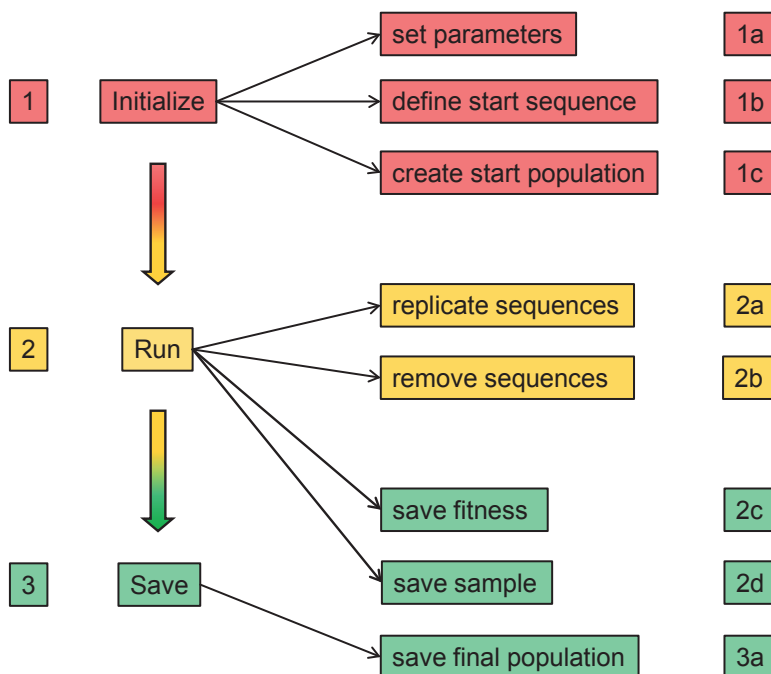 set parameters 1a
1 Initialize define start sequence 1b
create start population 1c
replicate sequences 2a
2 Run
remove sequences 2b
save fitness 2c
3 Save save sample 2d
save final population 3a